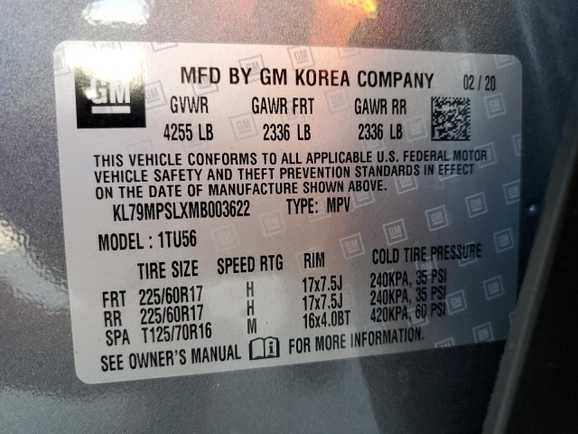 GM
MFD BY GM KOREA COMPANY 02/20
GVWR GAWR FRT GAWR RR
4255 LB 2336 LB 2336 LB
THIS VEHICLE CONFORMS TO ALL APPLICABLE U.S. FEDERAL MOTOR
VEHICLE SAFETY AND THEFT PREVENTION STANDARDS IN EFFECT
ON THE DATE OF MANUFACTURE SHOWN ABOVE.
KL79MPSLXMB003622 TYPE: MPV
MODEL: 1TU56
TIRE SIZE SPEED RTG RIM COLD TIRE PRESSURE
FRT 225/60R17 H 17x7.5J 240KPA, 35 PSI
RR 225/60R17 H 17x7.5J 240KPA, 35 PSI
SPA T125/70R16 M 16x4.0BT 420KPA, 60 PSI
SEE OWNER'S MANUAL FOR MORE INFORMATION.